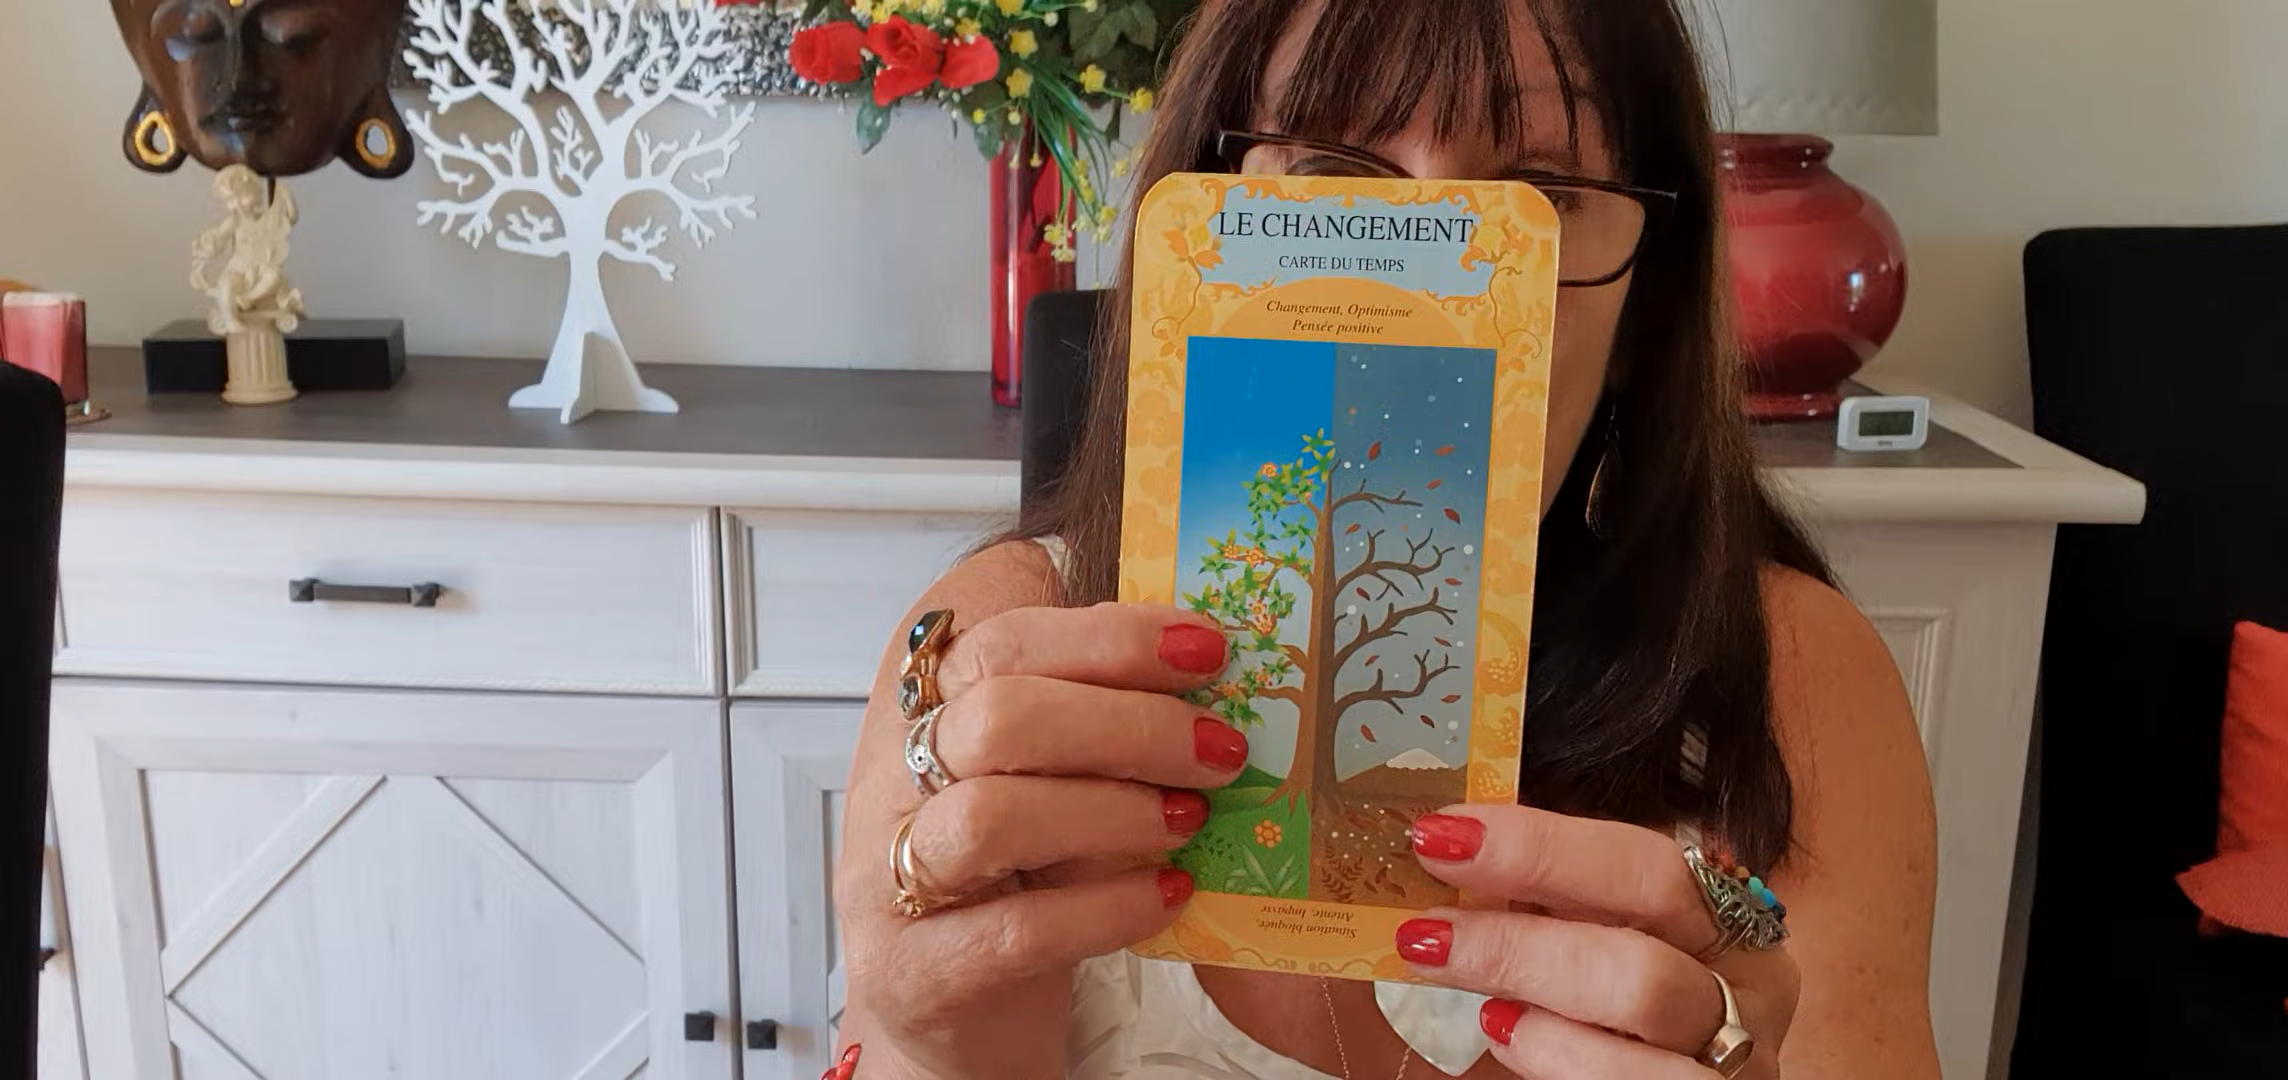 LE CHANGEMENT
CARTE DU TEMPS
Changement, Optimisme
Pensée positive
Situation bloquée,
Attente, Impasse